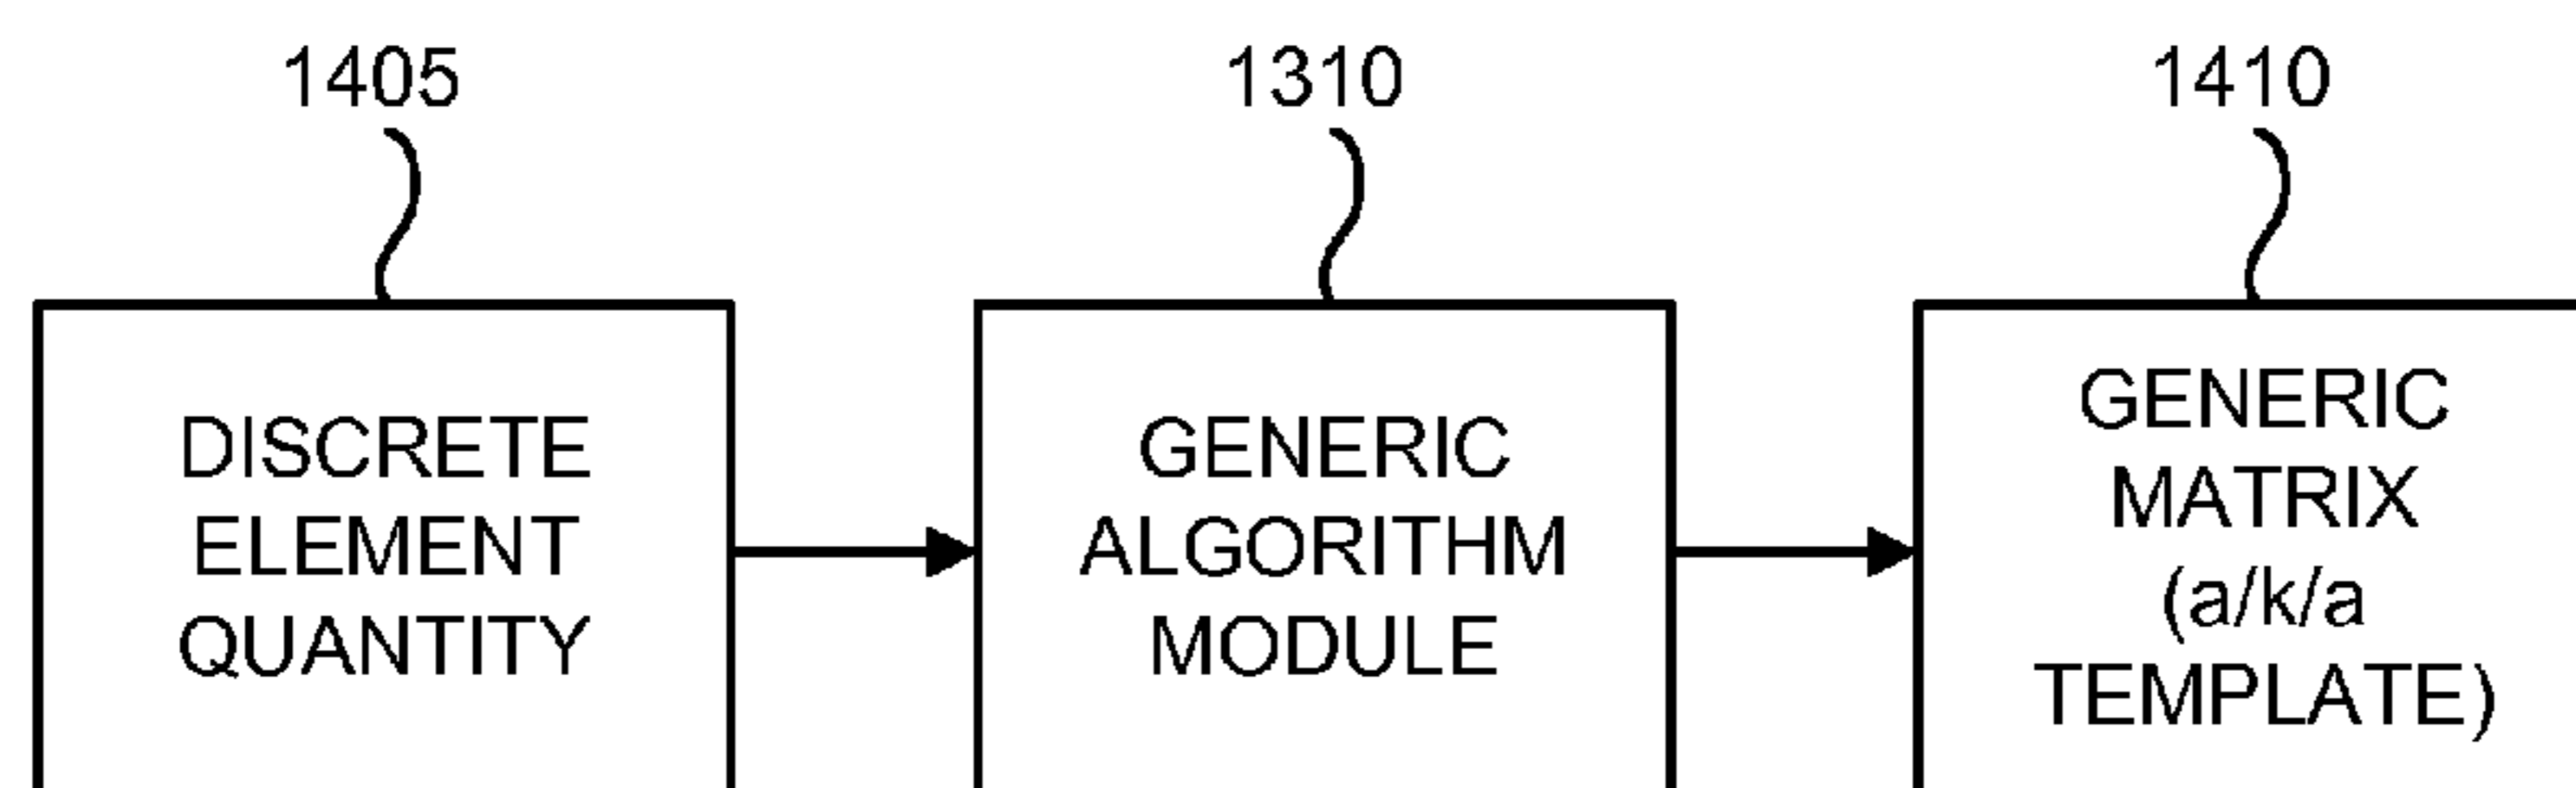 1405
1310
1410
DISCRETE
ELEMENT
QUANTITY
GENERIC
ALGORITHM
MODULE
GENERIC
MATRIX
(a/k/a
TEMPLATE)